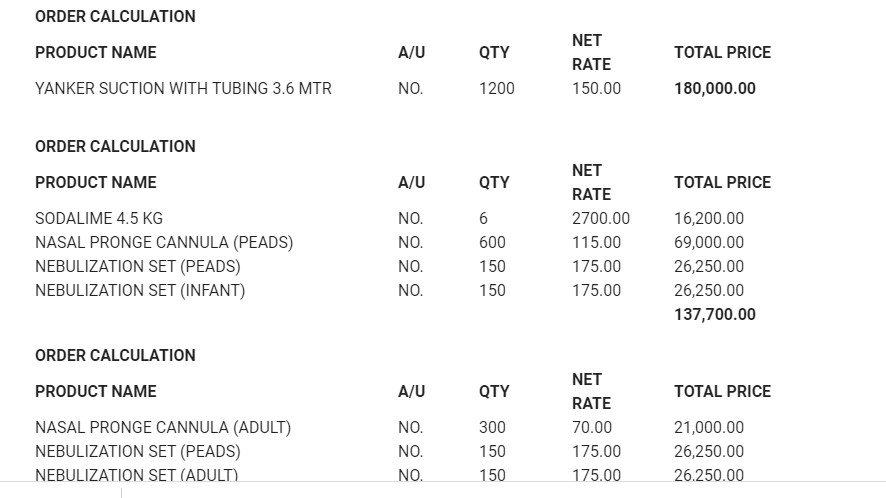 ORDER CALCULATION
PRODUCT NAME A/U QTY NET RATE TOTAL PRICE
YANKER SUCTION WITH TUBING 3.6 MTR NO. 1200 150.00 180,000.00
ORDER CALCULATION
PRODUCT NAME A/U QTY NET RATE TOTAL PRICE
SODALIME 4.5 KG NO. 6 2700.00 16,200.00
NASAL PRONGE CANNULA (PEADS) NO. 600 115.00 69,000.00
NEBULIZATION SET (PEADS) NO. 150 175.00 26,250.00
NEBULIZATION SET (INFANT) NO. 150 175.00 26,250.00
137,700.00
ORDER CALCULATION
PRODUCT NAME A/U QTY NET RATE TOTAL PRICE
NASAL PRONGE CANNULA (ADULT) NO. 300 70.00 21,000.00
NEBULIZATION SET (PEADS) NO. 150 175.00 26,250.00
NEBULIZATION SET (ADULT) NO. 150 175.00 26,250.00